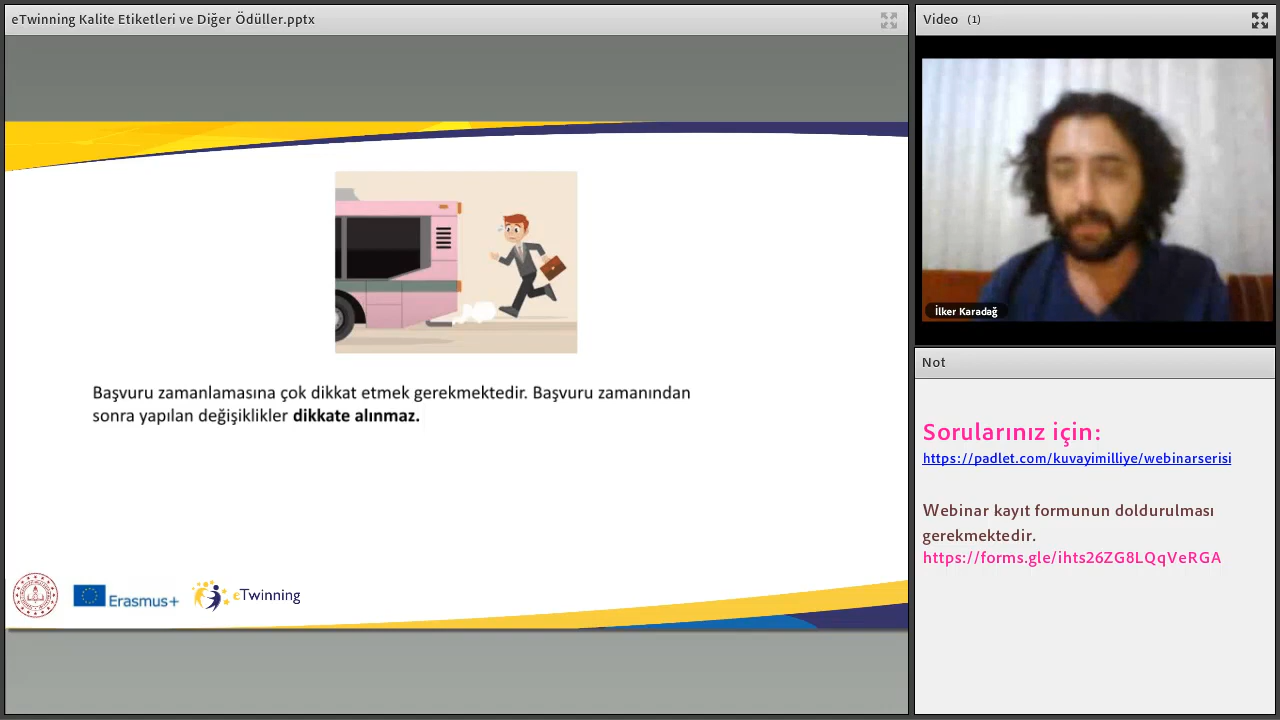 eTwinning Kalite Etiketleri ve Diğer Ödüller.pptx
Başvuru zamanlamasına çok dikkat etmek gerekmektedir. Başvuru zamanından
sonra yapılan değişiklikler dikkate alınmaz.
Erasmus+
eTwinning
Video (1)
İlker Karadağ
Not
Sorularınız için:
https://padlet.com/kuvayimilliye/webinarserisi
Webinar kayıt formunun doldurulması
gerekmektedir.
https://forms.gle/ihts26ZG8LQqVeRGA